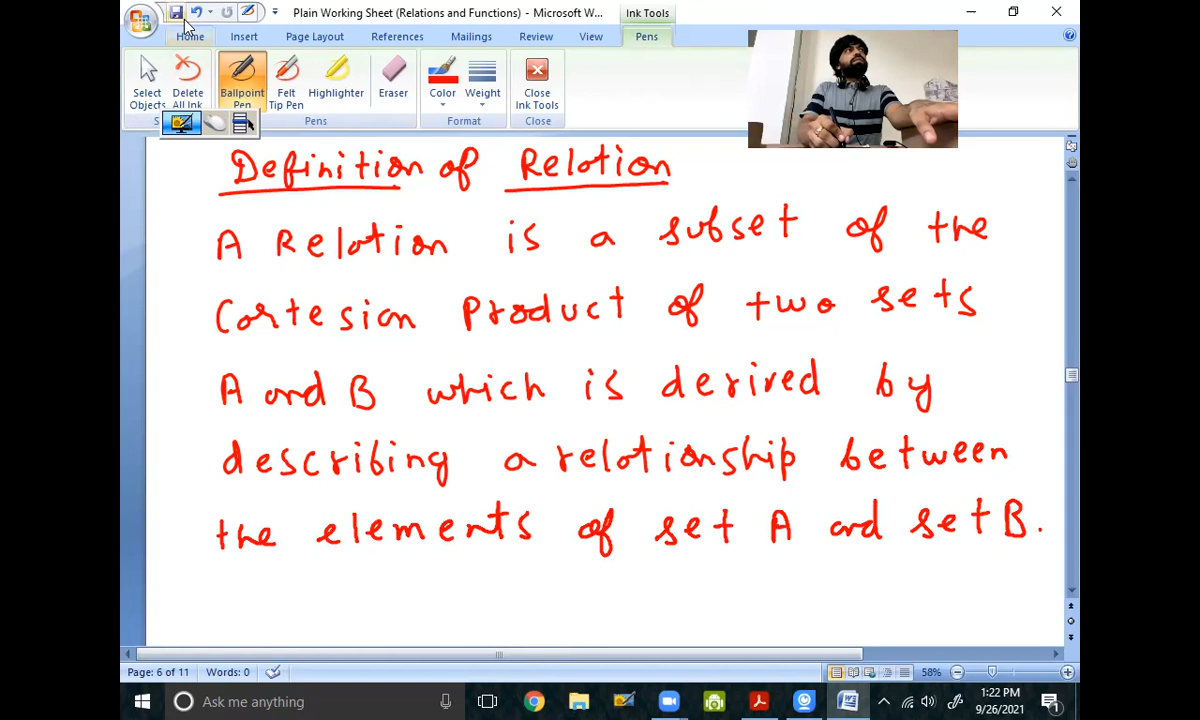 Plain Working Sheet (Relations and Functions) - Microsoft W...
Ink Tools
Home Insert Page Layout References Mailings Review View Pens
Select Objects
Delete All Ink
Ballpoint Pen
Felt Tip Pen
Highlighter
Eraser
Color
Weight
Close Ink Tools
Pens
Format
Close
Definition of Relation
A Relation is a subset of the
Cartesian Product of two sets
A and B which is derived by
describing a relationship between
the elements of set A and set B.
Page: 6 of 11 Words: 0 58%
Ask me anything
1:22 PM
9/26/2021